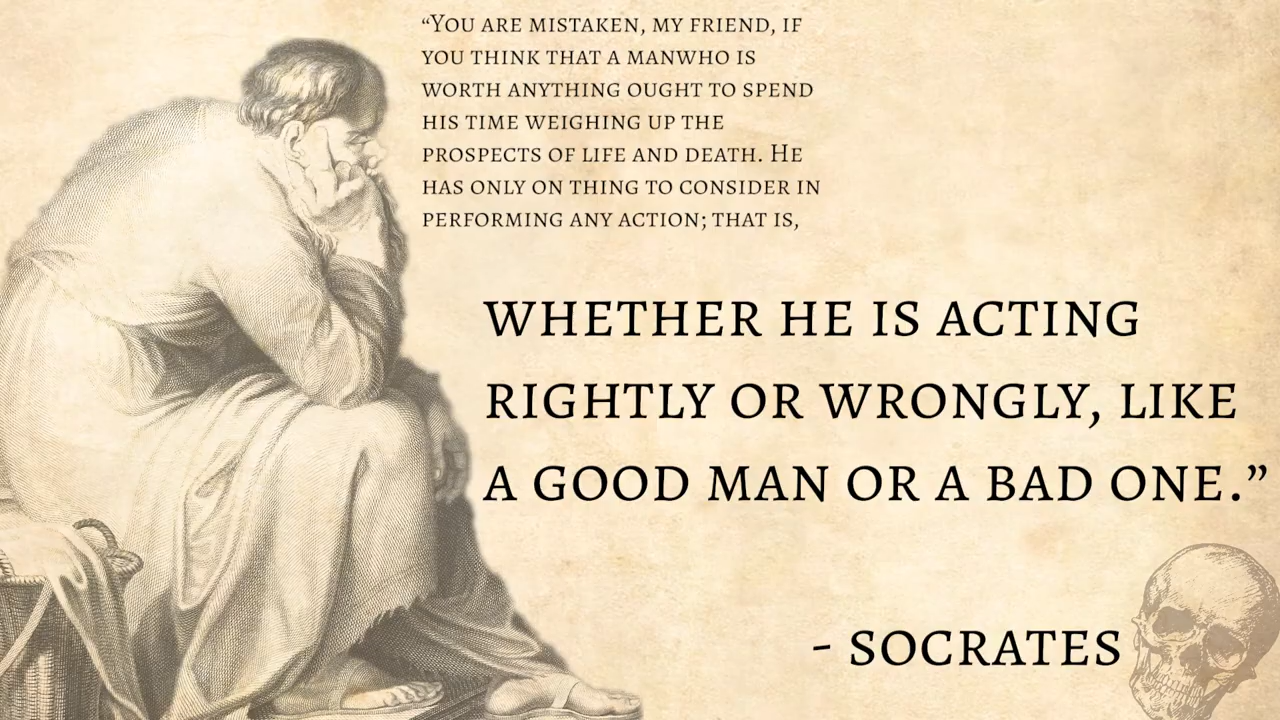 “You are mistaken, my friend, if
you think that a manwho is
worth anything ought to spend
his time weighing up the
prospects of life and death. He
has only on thing to consider in
performing any action; that is,
whether he is acting
rightly or wrongly, like
a good man or a bad one.”
- Socrates